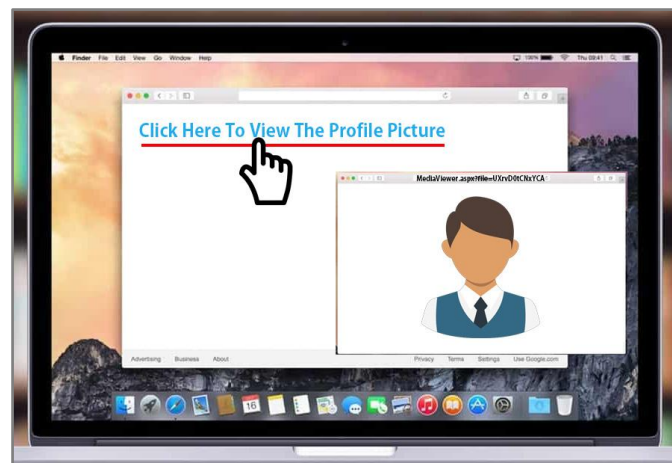 Finder File Edit View Go Window Help
100% Thu 09:41
Click Here To View The Profile Picture
MediaViewer.aspx?file=UXrvD0tCNxYCA
Advertising Business About Privacy Terms Settings Use Google.com
16